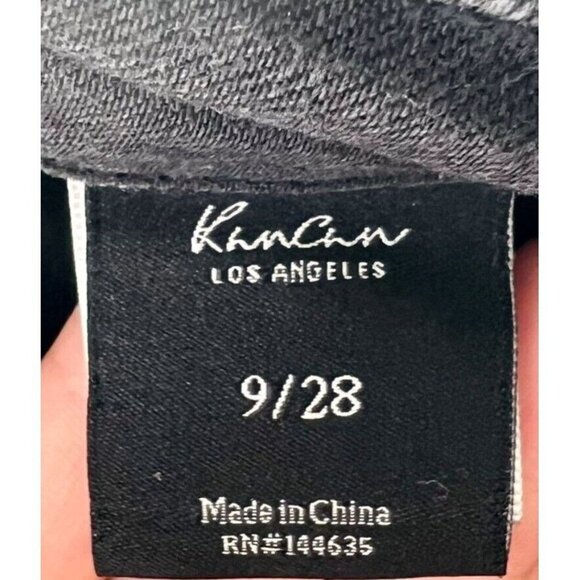 KanCan
LOS ANGELES
9/28
Made in China
RN#144635